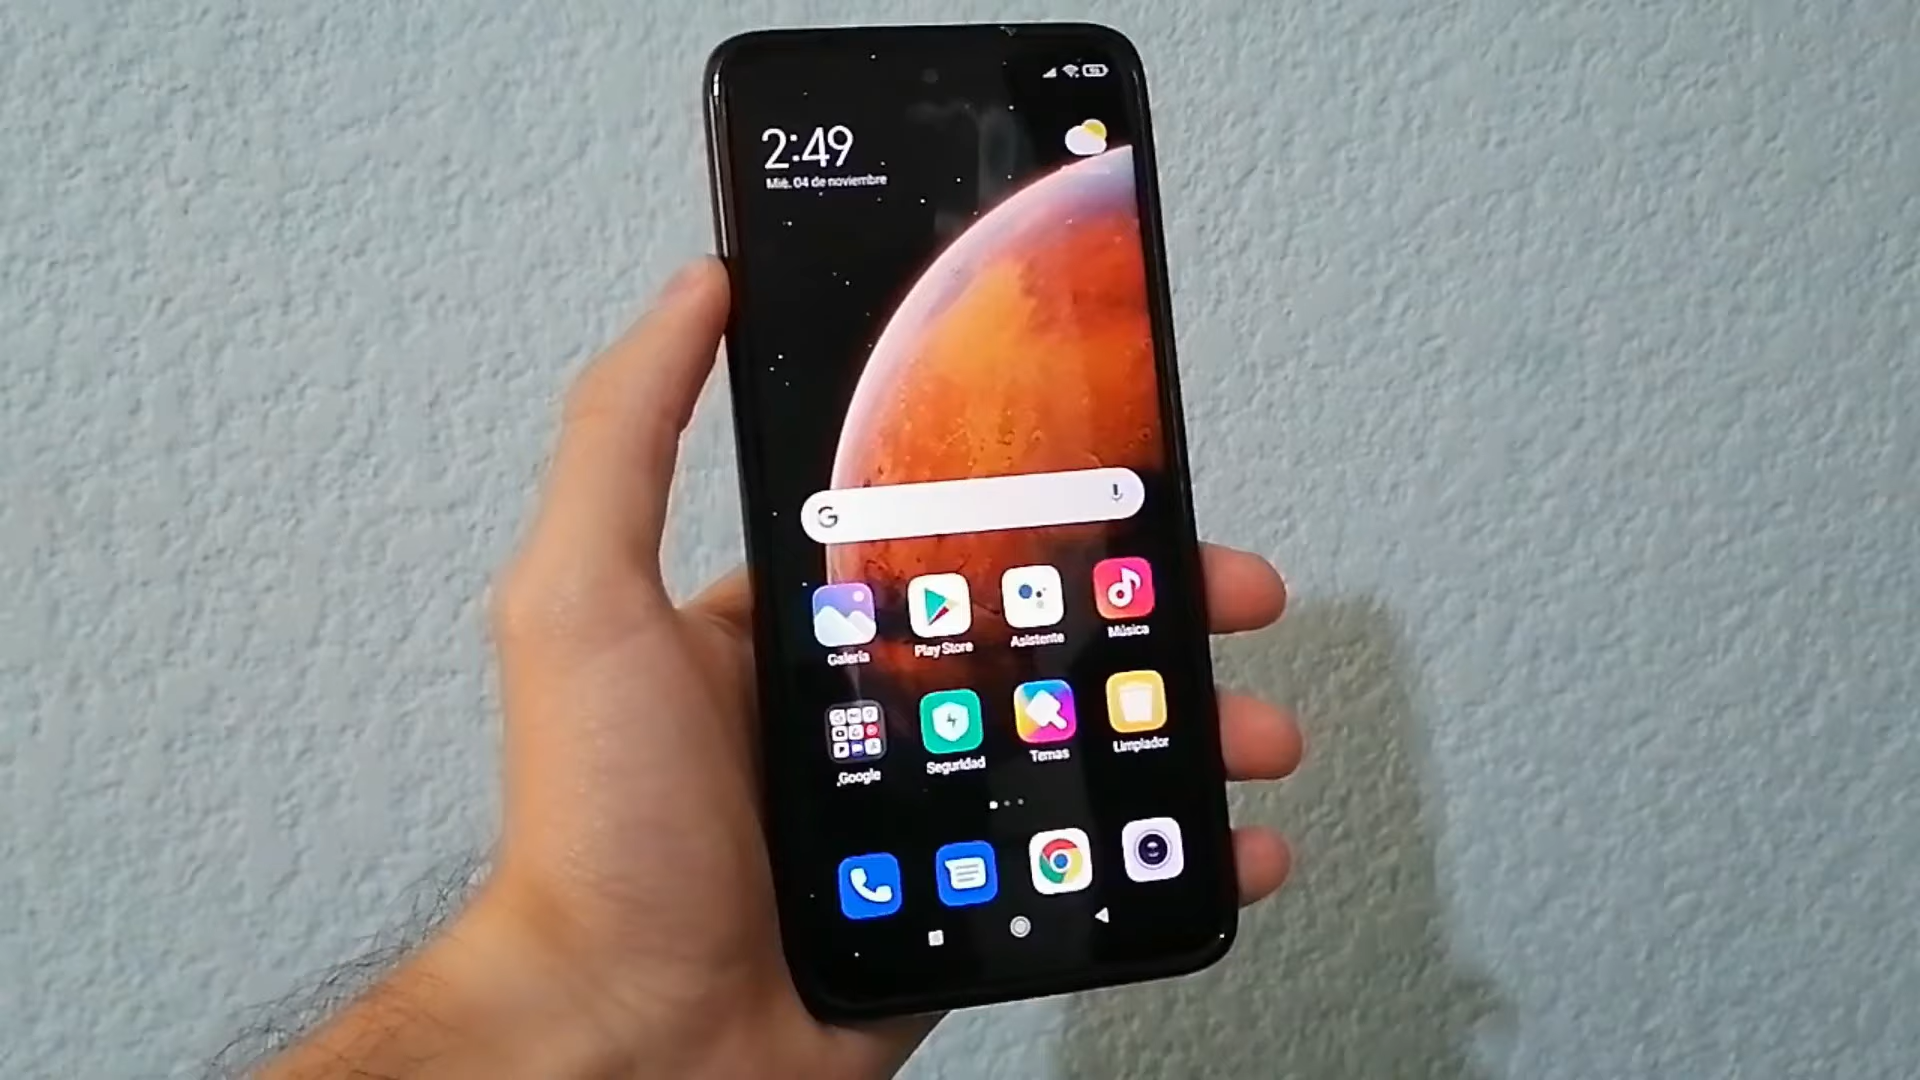 2:49
Mié. 04 de noviembre
G
Galería
Play Store
Asistente
Música
Google
Seguridad
Temas
Limpiador